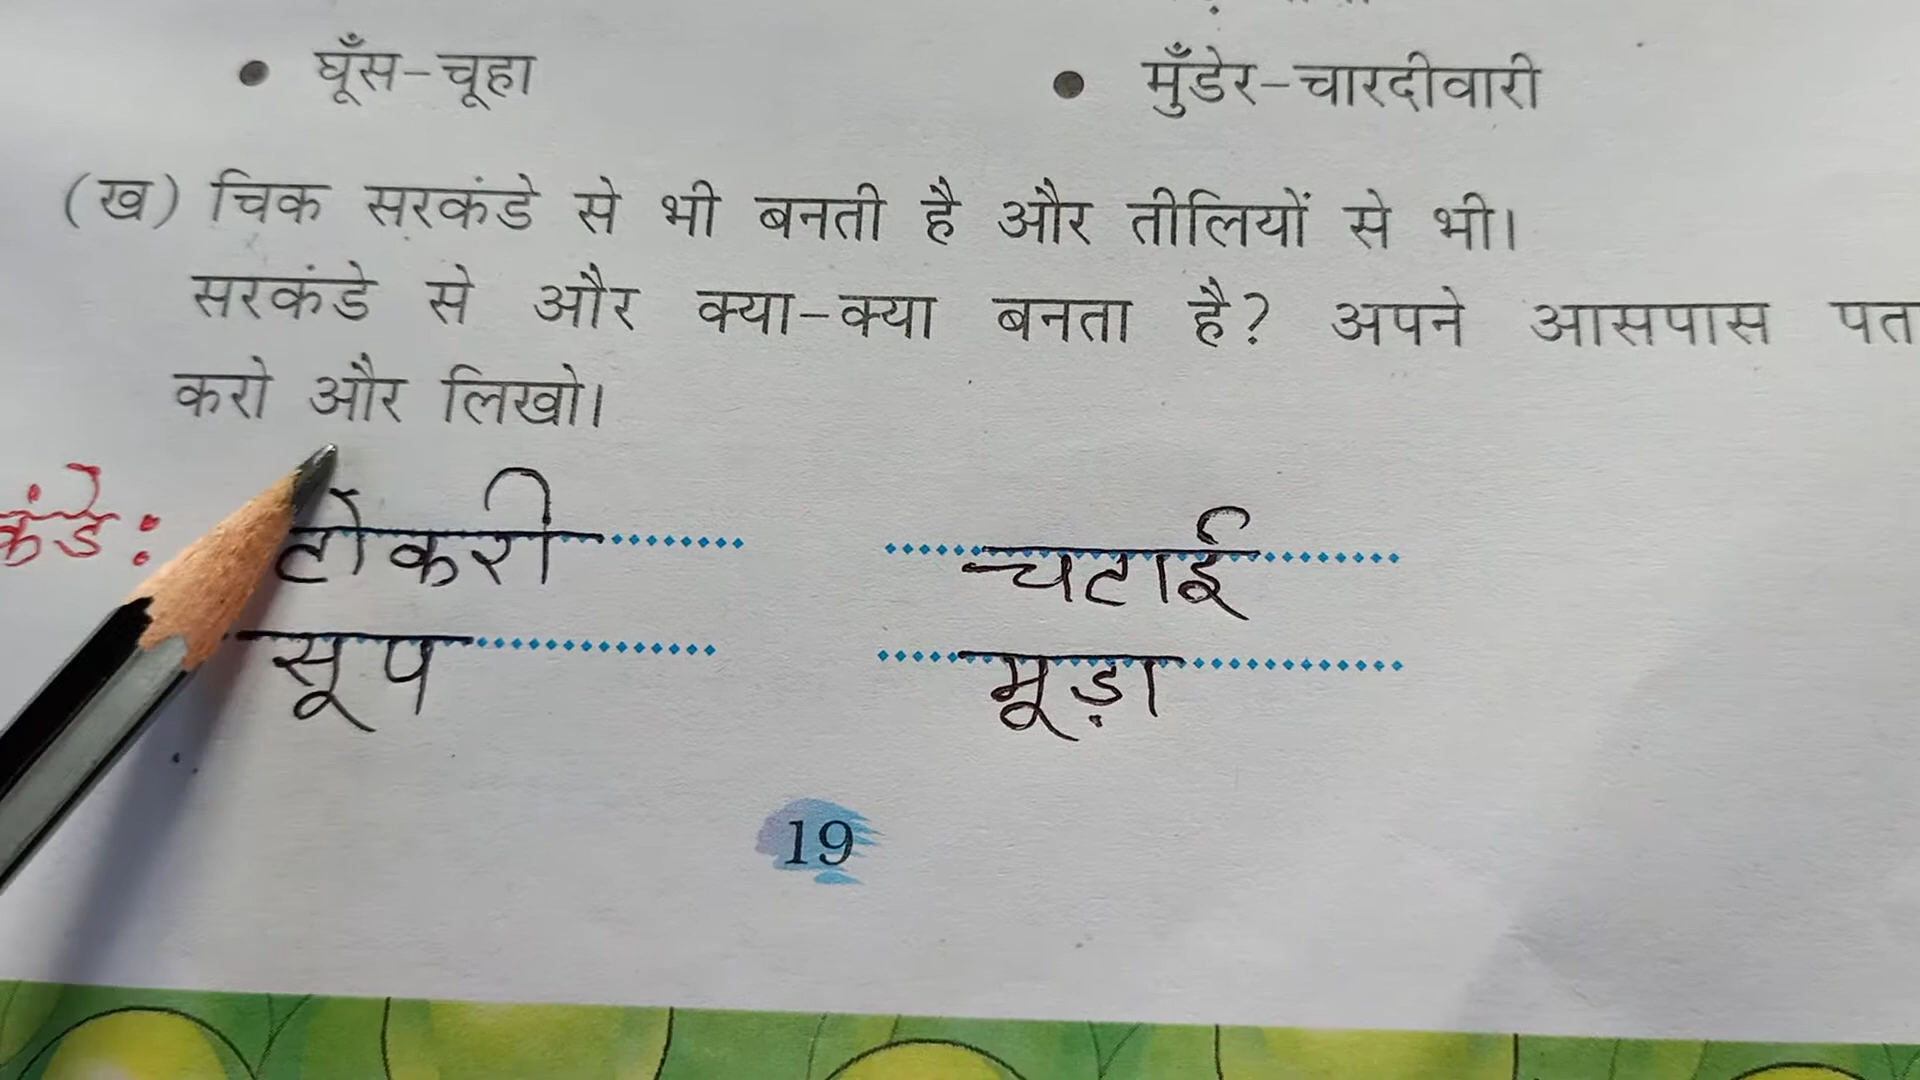 • घूँस-चूहा • मुँडेर-चारदीवारी
(ख) चिक सरकंडे से भी बनती है और तीलियों से भी।
सरकंडे से और क्या-क्या बनता है? अपने आसपास पत
करो और लिखो।
कंडे: टोकरी चटाई
सूप मूड़ा
19